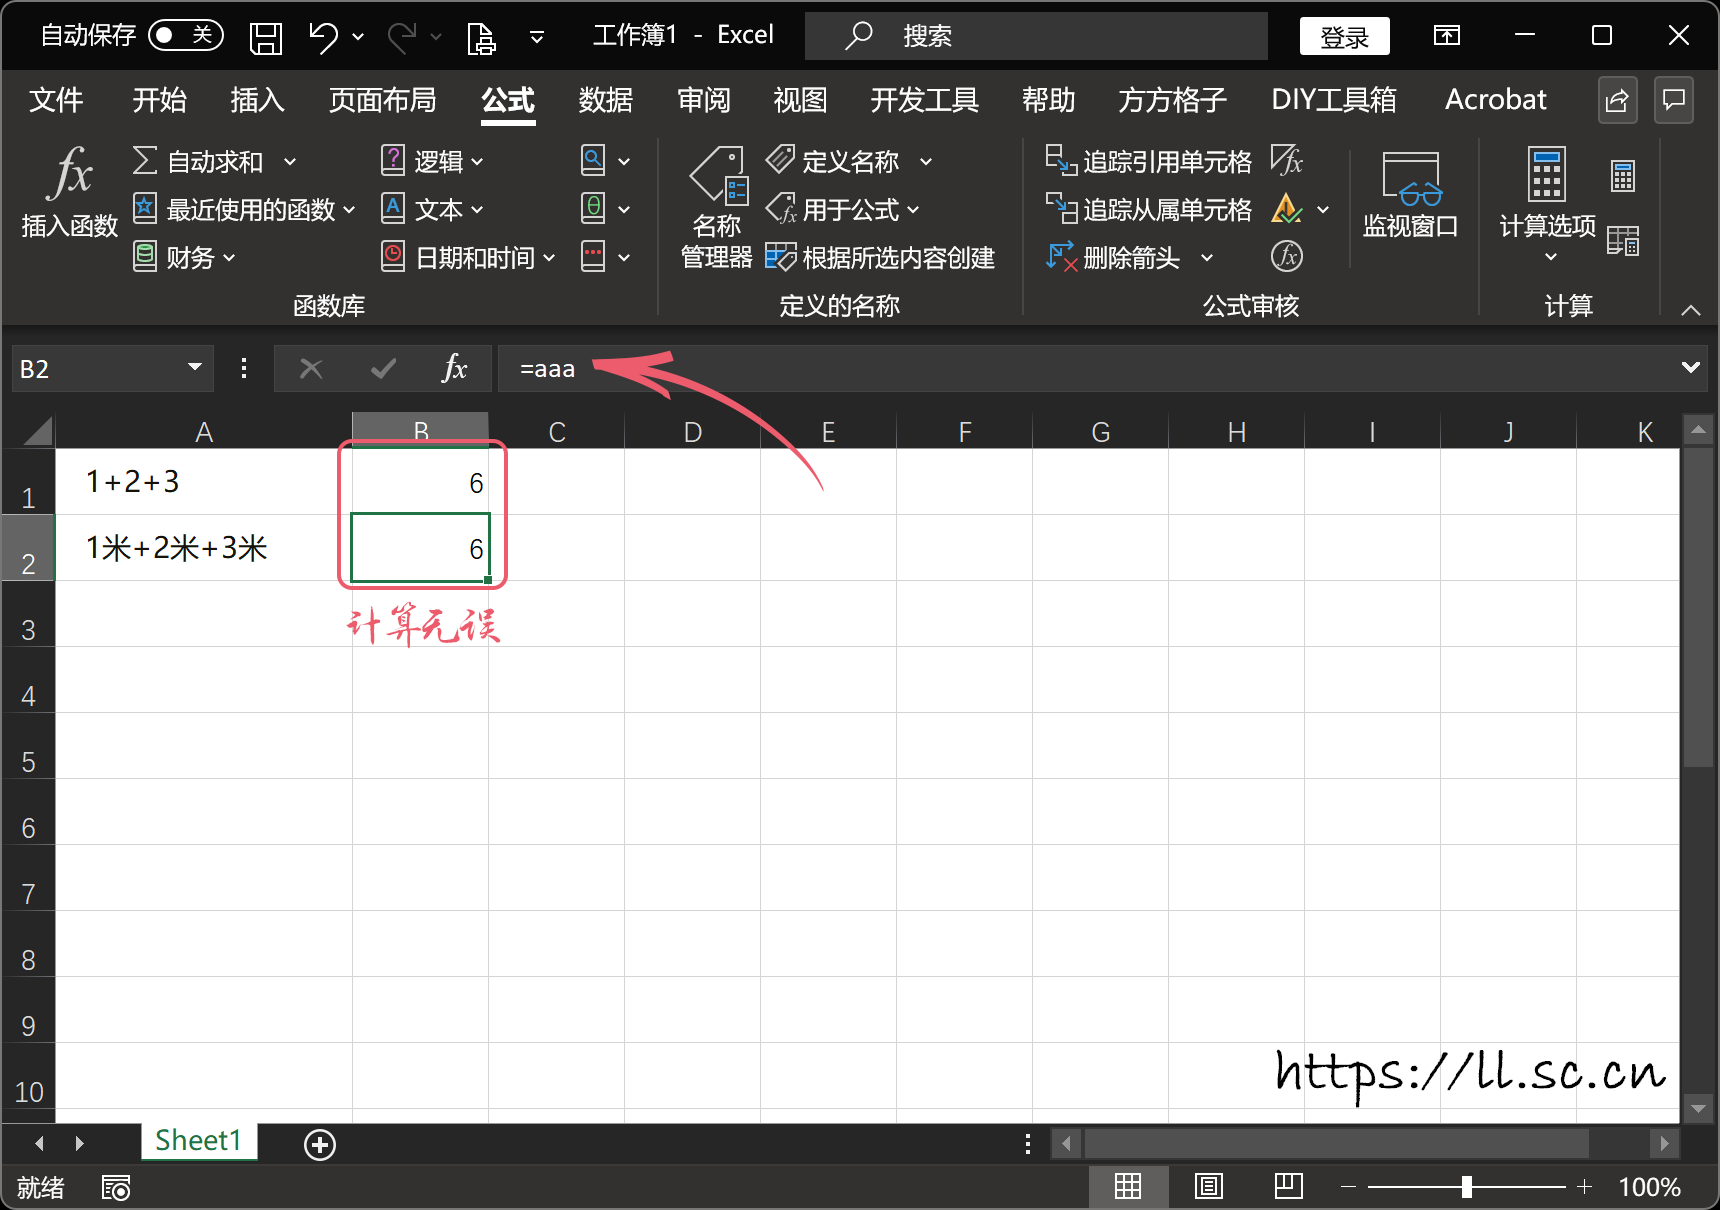 自动保存 关 工作簿1 - Excel 搜索 登录
文件 开始 插入 页面布局 公式 数据 审阅 视图 开发工具 帮助 方方格子 DIY工具箱 Acrobat
fx 插入函数
自动求和
最近使用的函数
财务
? 逻辑
A 文本
日期和时间
θ
函数库
名称
管理器
定义名称
fx 用于公式
根据所选内容创建
定义的名称
追踪引用单元格 fx
追踪从属单元格
删除箭头 fx
公式审核
监视窗口
计算选项
计算
B2 fx =aaa
A B C D E F G H I J K
1 1+2+3 6
2 1米+2米+3米 6
3 计算无误
4
5
6
7
8
9
10 https://ll.sc.cn
Sheet1
就绪 100%